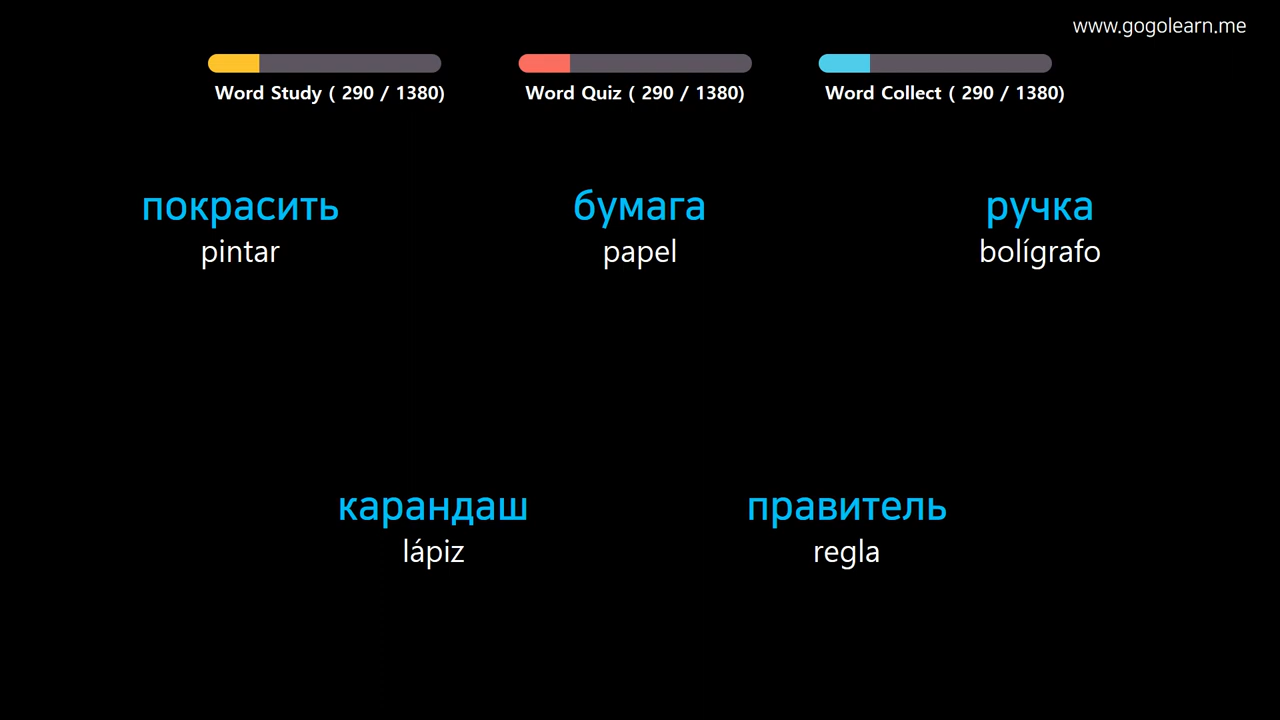 www.gogolearn.me
Word Study ( 290 / 1380)
Word Quiz ( 290 / 1380)
Word Collect ( 290 / 1380)
покрасить
pintar
бумага
papel
ручка
bolígrafo
карандаш
lápiz
правитель
regla